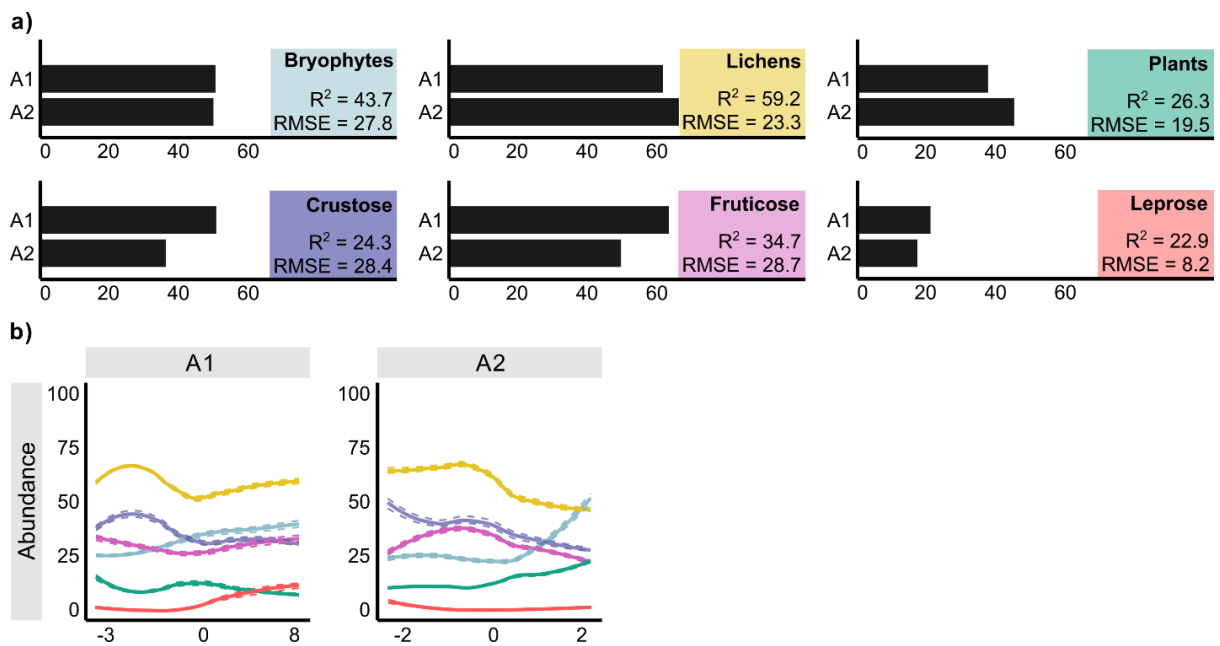 a)
Bryophytes
A1
R² = 43.7
A2
RMSE = 27.8
0 20 40 60
Lichens
A1
R² = 59.2
A2
RMSE = 23.3
0 20 40 60
Plants
A1
R² = 26.3
A2
RMSE = 19.5
0 20 40 60
Crustose
A1
R² = 24.3
A2
RMSE = 28.4
0 20 40 60
Fruticose
A1
R² = 34.7
A2
RMSE = 28.7
0 20 40 60
Leprose
A1
R² = 22.9
A2
RMSE = 8.2
0 20 40 60
b)
A1
Abundance
100
75
50
25
0
-3 0 8
A2
100
75
50
25
0
-2 0 2